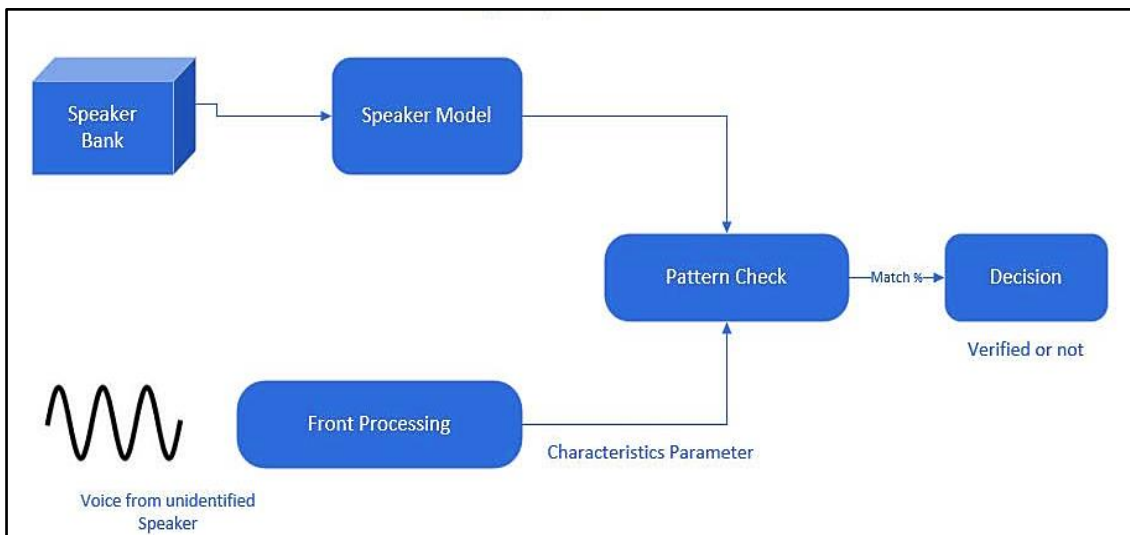 Speaker
Bank
Speaker Model
Pattern Check
Match %
Decision
Verified or not
Front Processing
Characteristics Parameter
Voice from unidentified
Speaker